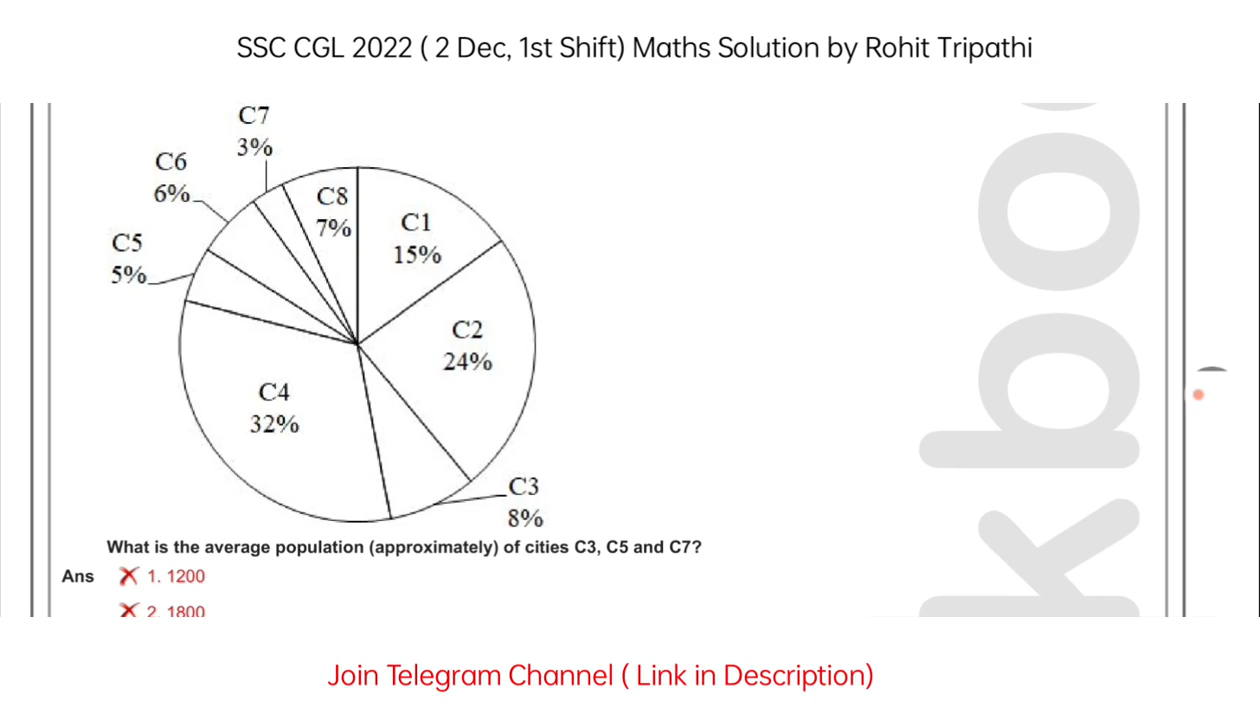 SSC CGL 2022 ( 2 Dec, 1st Shift) Maths Solution by Rohit Tripathi
C7
3%
C6
6%
C8
7%
C1
15%
C5
5%
C2
24%
C4
32%
C3
8%
What is the average population (approximately) of cities C3, C5 and C7?
Ans 1. 1200
2. 1800
Join Telegram Channel ( Link in Description)